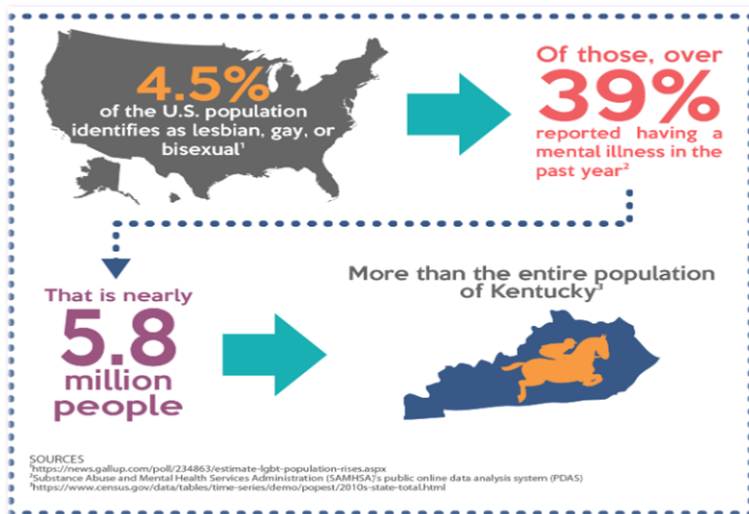 4.5%
of the U.S. population
identifies as lesbian, gay, or
bisexual¹
Of those, over
39%
reported having a
mental illness in the
past year²
That is nearly
5.8
million
people
More than the entire population
of Kentucky³
SOURCES
¹https://news.gallup.com/poll/234863/estimate-lgbt-population-rises.aspx
²Substance Abuse and Mental Health Services Administration (SAMHSA)'s public online data analysis system (PDAS)
³https://www.census.gov/data/tables/time-series/demo/popest/2010s-state-total.html